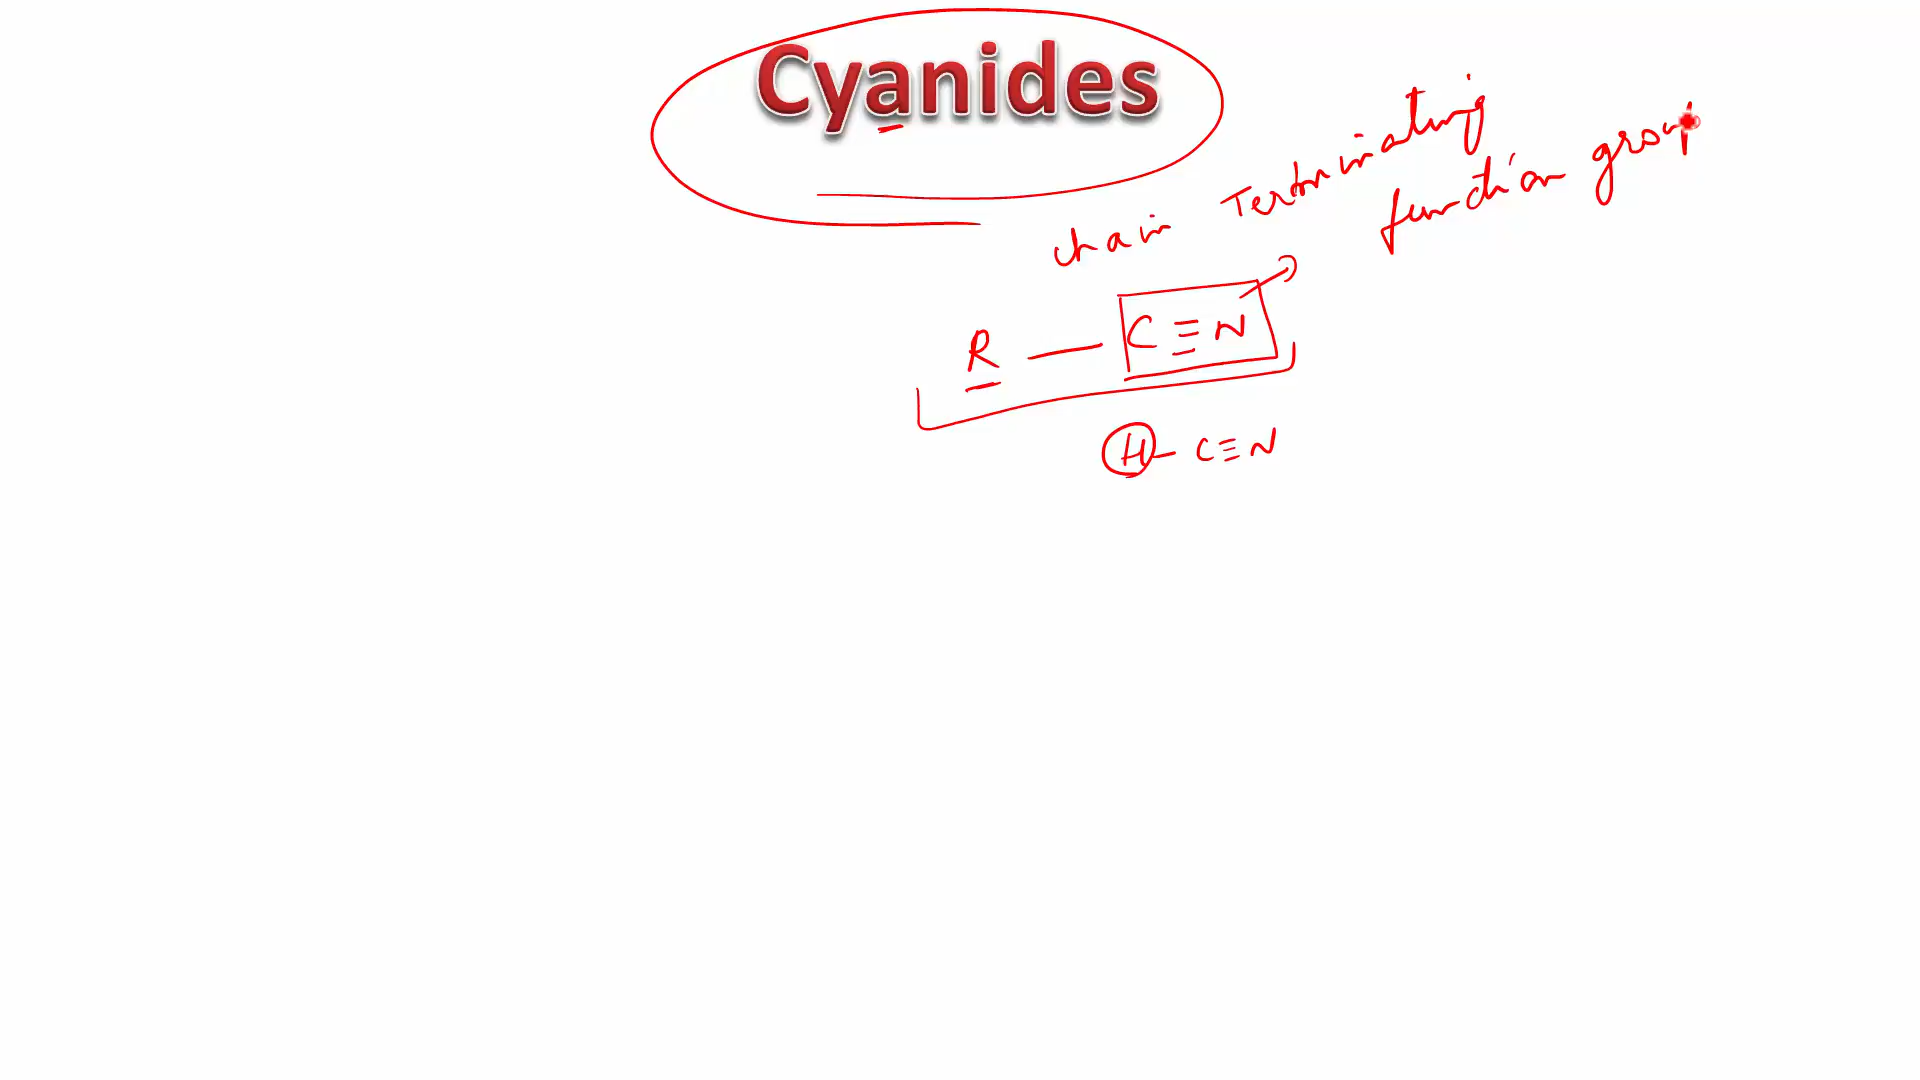 Cyanides
chain Terminating
function group
R — C≡N
H - C≡N